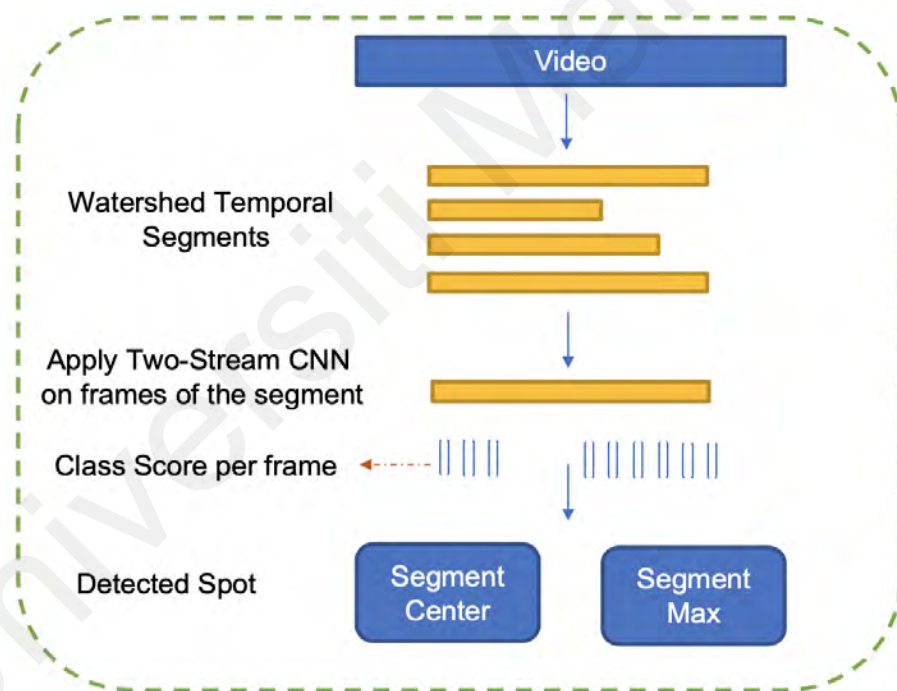 Video
Watershed Temporal
Segments
Apply Two-Stream CNN
on frames of the segment
Class Score per frame
Detected Spot
Segment
Center
Segment
Max